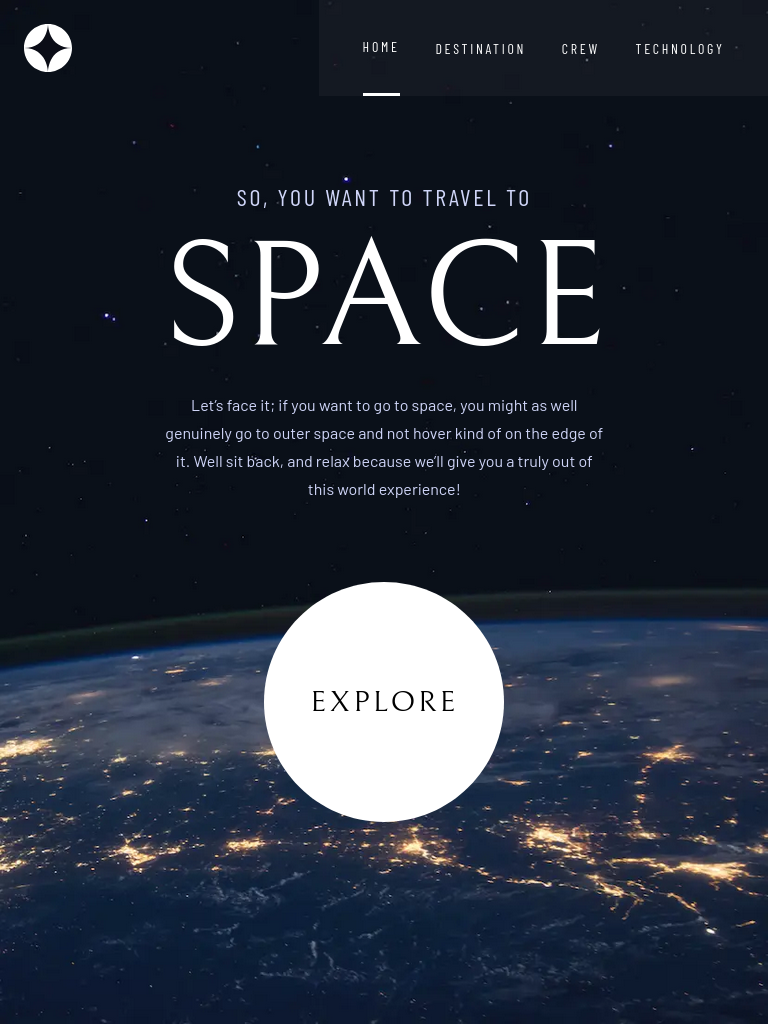 HOME DESTINATION CREW TECHNOLOGY
SO, YOU WANT TO TRAVEL TO
SPACE
Let’s face it; if you want to go to space, you might as well
genuinely go to outer space and not hover kind of on the edge of
it. Well sit back, and relax because we’ll give you a truly out of
this world experience!
EXPLORE